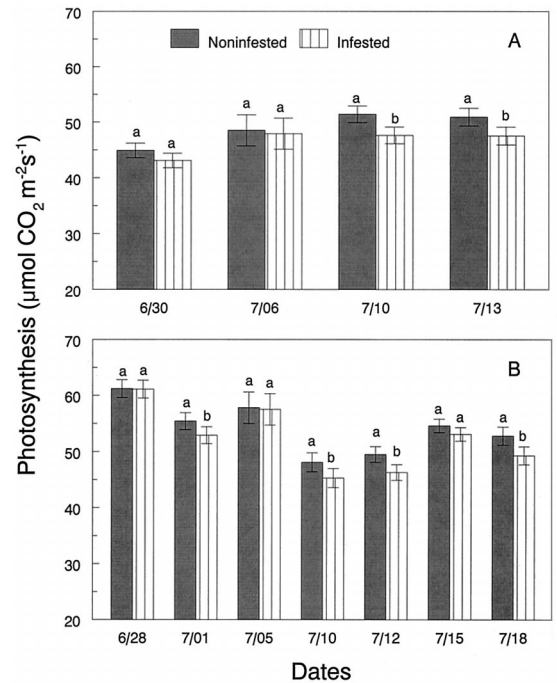 70
Noninfested Infested A
60
a a a b a b
50
a a
40
30
20
6/30 7/06 7/10 7/13
Photosynthesis (µmol CO2 m-2s-1)
70
B
a a
60
a b a a a b a b a a a b
50
40
30
20
6/28 7/01 7/05 7/10 7/12 7/15 7/18
Dates